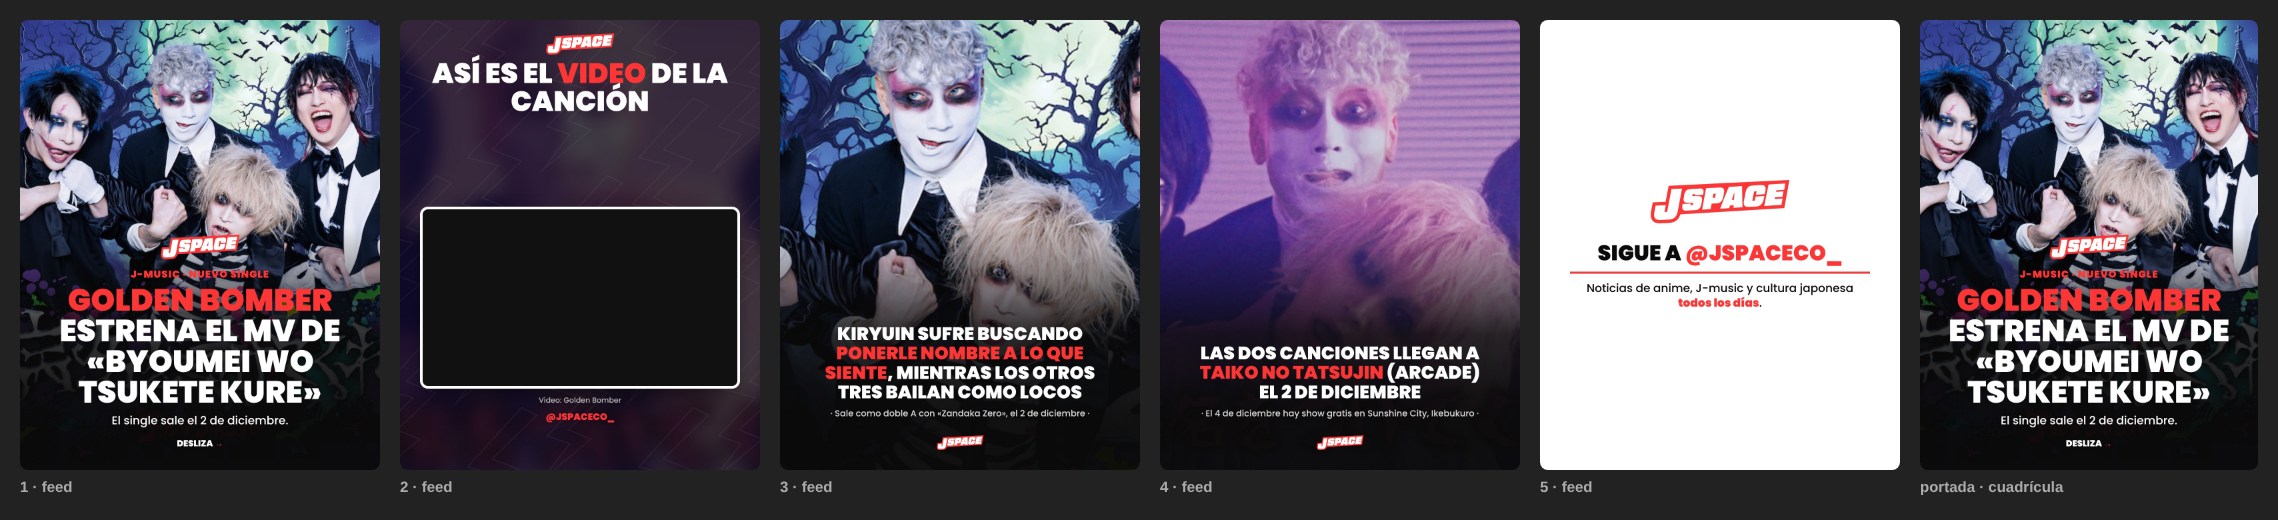 JSPACE
J-MUSIC · NUEVO SINGLE
GOLDEN BOMBER
ESTRENA EL MV DE
«BYOUMEI WO
TSUKETE KURE»
El single sale el 2 de diciembre.
DESLIZA
1 · feed
JSPACE
ASÍ ES EL VIDEO DE LA
CANCIÓN
Video: Golden Bomber
@JSPACECO_
2 · feed
KIRYUIN SUFRE BUSCANDO
PONERLE NOMBRE A LO QUE
SIENTE, MIENTRAS LOS OTROS
TRES BAILAN COMO LOCOS
· Sale como doble A con «Zandaka Zero», el 2 de diciembre ·
JSPACE
3 · feed
LAS DOS CANCIONES LLEGAN A
TAIKO NO TATSUJIN (ARCADE)
EL 2 DE DICIEMBRE
· El 4 de diciembre hay show gratis en Sunshine City, Ikebukuro ·
JSPACE
4 · feed
JSPACE
SIGUE A @JSPACECO_
Noticias de anime, J-music y cultura japonesa
todos los días.
5 · feed
JSPACE
J-MUSIC · NUEVO SINGLE
GOLDEN BOMBER
ESTRENA EL MV DE
«BYOUMEI WO
TSUKETE KURE»
El single sale el 2 de diciembre.
DESLIZA
portada · cuadrícula